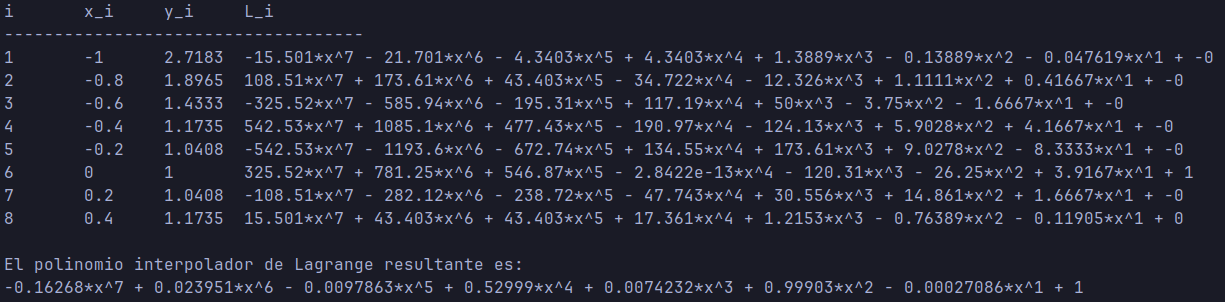 i x_i y_i L_i
------------------------------------
1 -1 2.7183 -15.501*x^7 - 21.701*x^6 - 4.3403*x^5 + 4.3403*x^4 + 1.3889*x^3 - 0.13889*x^2 - 0.047619*x^1 + -0
2 -0.8 1.8965 108.51*x^7 + 173.61*x^6 + 43.403*x^5 - 34.722*x^4 - 12.326*x^3 + 1.1111*x^2 + 0.41667*x^1 + -0
3 -0.6 1.4333 -325.52*x^7 - 585.94*x^6 - 195.31*x^5 + 117.19*x^4 + 50*x^3 - 3.75*x^2 - 1.6667*x^1 + -0
4 -0.4 1.1735 542.53*x^7 + 1085.1*x^6 + 477.43*x^5 - 190.97*x^4 - 124.13*x^3 + 5.9028*x^2 + 4.1667*x^1 + -0
5 -0.2 1.0408 -542.53*x^7 - 1193.6*x^6 - 672.74*x^5 + 134.55*x^4 + 173.61*x^3 + 9.0278*x^2 - 8.3333*x^1 + -0
6 0 1 325.52*x^7 + 781.25*x^6 + 546.87*x^5 - 2.8422e-13*x^4 - 120.31*x^3 - 26.25*x^2 + 3.9167*x^1 + 1
7 0.2 1.0408 -108.51*x^7 - 282.12*x^6 - 238.72*x^5 - 47.743*x^4 + 30.556*x^3 + 14.861*x^2 + 1.6667*x^1 + -0
8 0.4 1.1735 15.501*x^7 + 43.403*x^6 + 43.403*x^5 + 17.361*x^4 + 1.2153*x^3 - 0.76389*x^2 - 0.11905*x^1 + 0
El polinomio interpolador de Lagrange resultante es:
-0.16268*x^7 + 0.023951*x^6 - 0.0097863*x^5 + 0.52999*x^4 + 0.0074232*x^3 + 0.99903*x^2 - 0.00027086*x^1 + 1